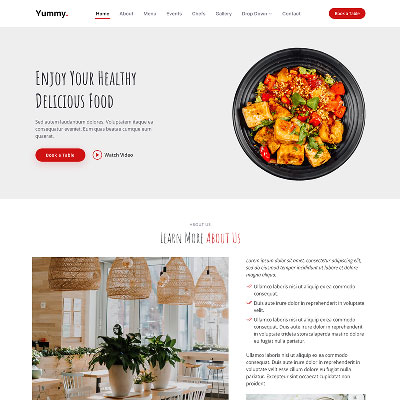 Yummy.
Home About Menu Events Chefs Gallery Drop Down Contact
Book a Table
Enjoy Your Healthy
Delicious Food
Sed autem laudantium dolores. Voluptatem itaque ea
consequatur eveniet. Eum quas beatae cumque eum
quaerat.
Book a Table
Watch Video
ABOUT US
Learn More About Us
Lorem ipsum dolor sit amet, consectetur adipiscing elit,
sed do eiusmod tempor incididunt ut labore et dolore
magna aliqua.
Ullamco laboris nisi ut aliquip ex ea commodo
consequat.
Duis aute irure dolor in reprehenderit in voluptate
velit.
Ullamco laboris nisi ut aliquip ex ea commodo
consequat. Duis aute irure dolor in reprehenderit in
voluptate trideta storacalaperda mastiro dolore
eu fugiat nulla pariatur.
Ullamco laboris nisi ut aliquip ex ea commodo
consequat. Duis aute irure dolor in reprehenderit in
voluptate velit esse cillum dolore eu fugiat nulla
pariatur. Excepteur sint occaecat cupidatat non
proident